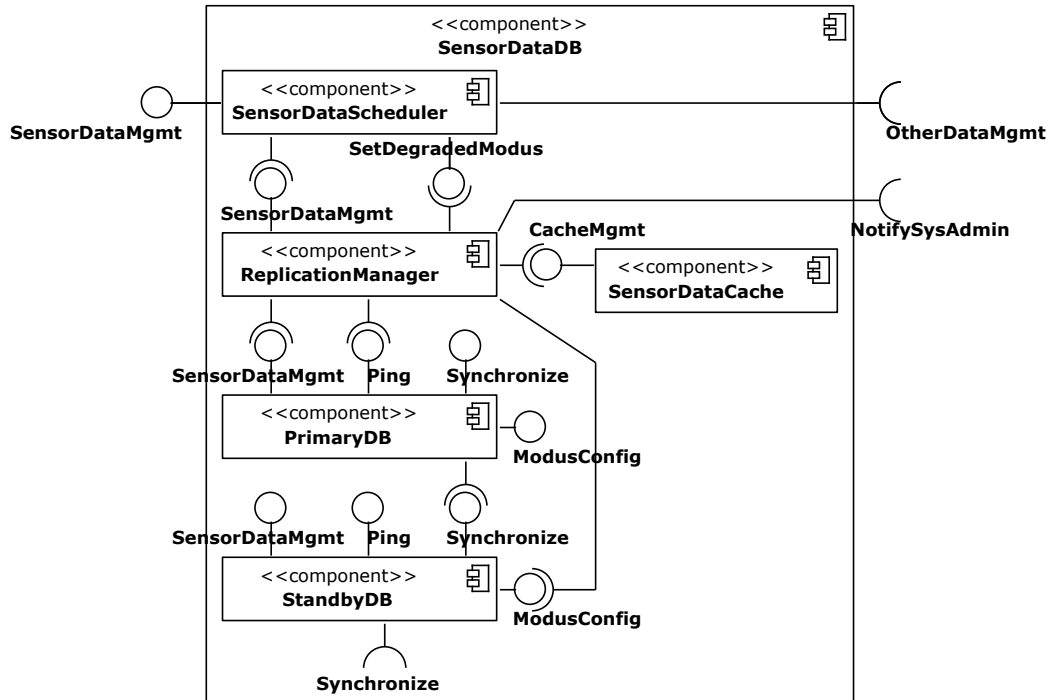 <<component>>
SensorDataDB
<<component>>
SensorDataScheduler
SensorDataMgmt
OtherDataMgmt
SetDegradedModus
SensorDataMgmt
NotifySysAdmin
<<component>>
ReplicationManager
CacheMgmt
<<component>>
SensorDataCache
SensorDataMgmt
Ping
Synchronize
<<component>>
PrimaryDB
ModusConfig
SensorDataMgmt
Ping
Synchronize
<<component>>
StandbyDB
ModusConfig
Synchronize